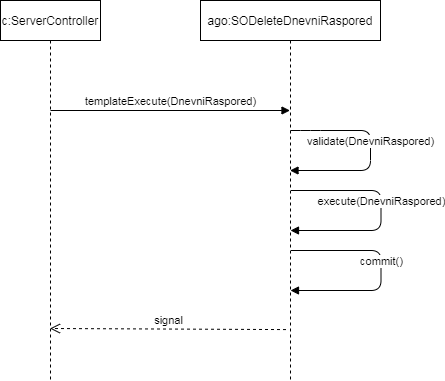 c:ServerController
ago:SODeleteDnevniRaspored
templateExecute(DnevniRaspored)
validate(DnevniRaspored)
execute(DnevniRaspored)
commit()
signal